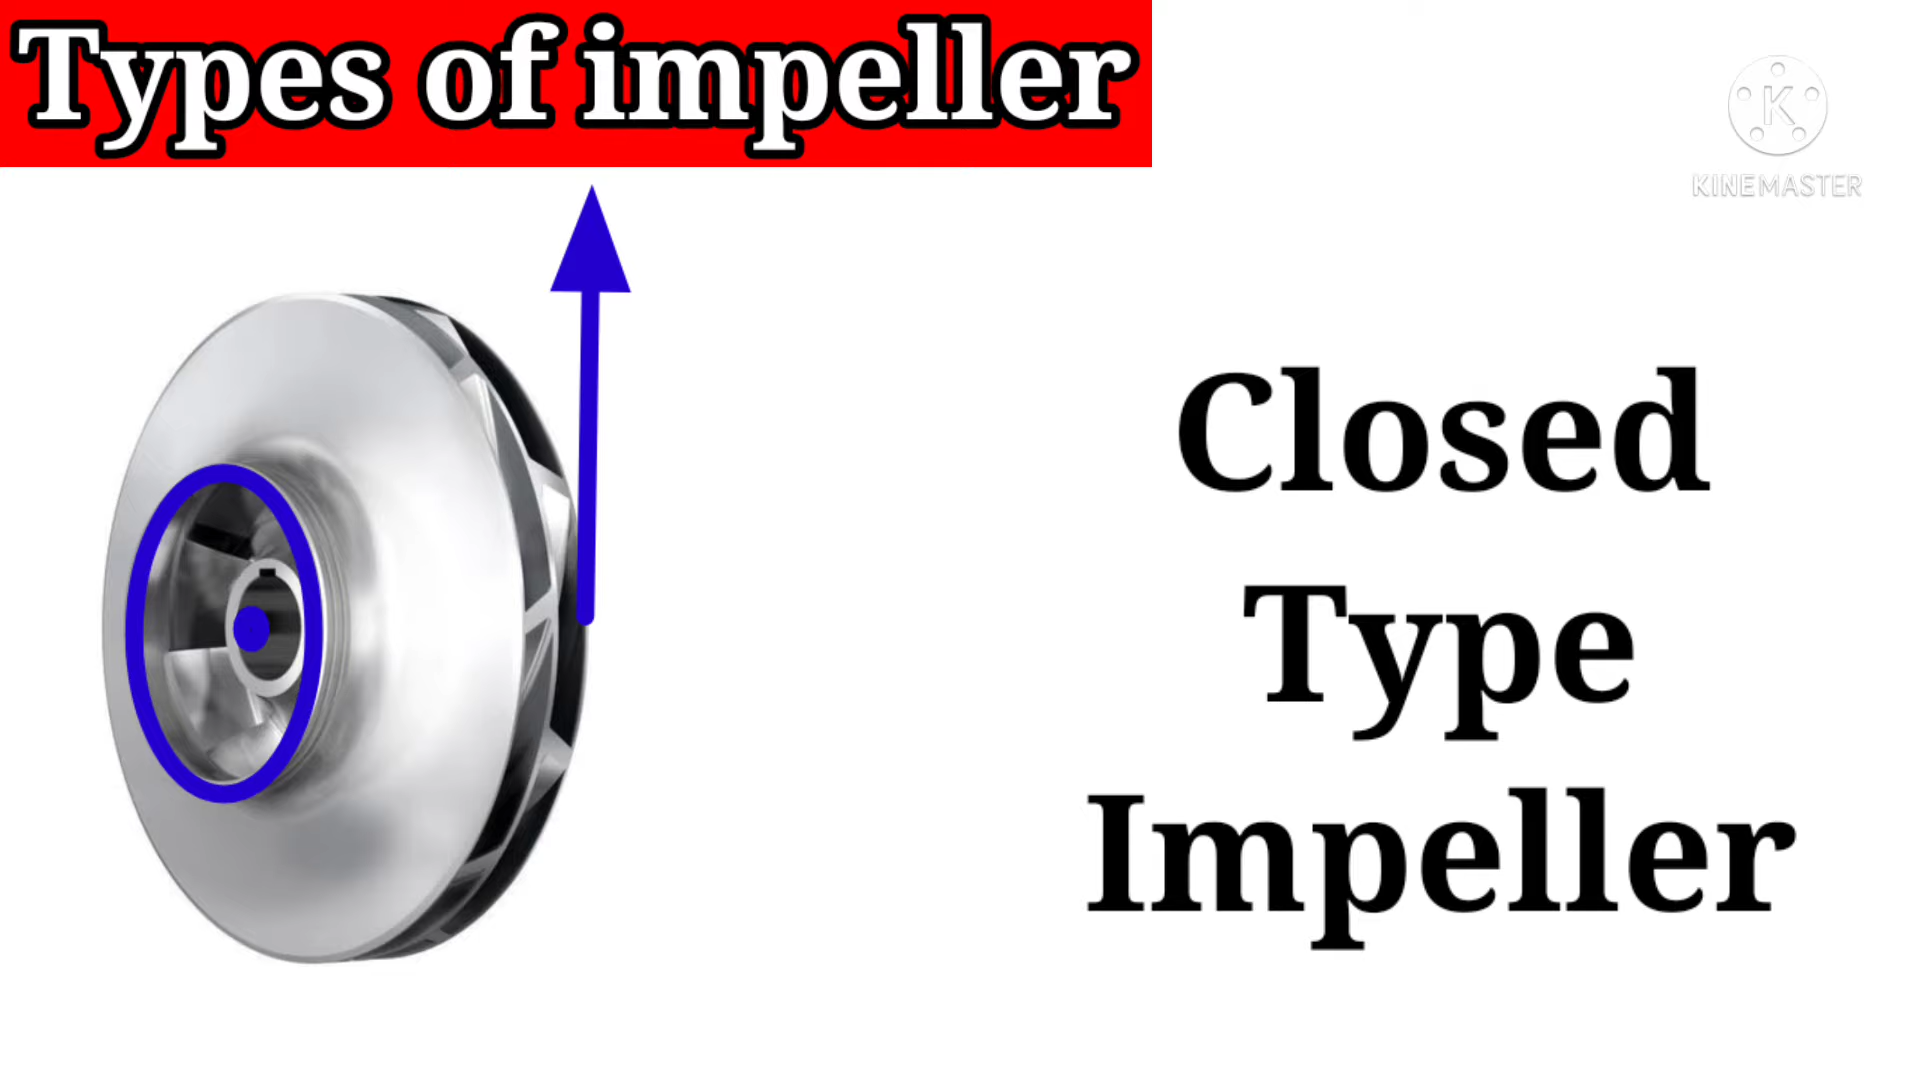 Types of impeller
K
KINEMASTER
Closed
Type
Impeller